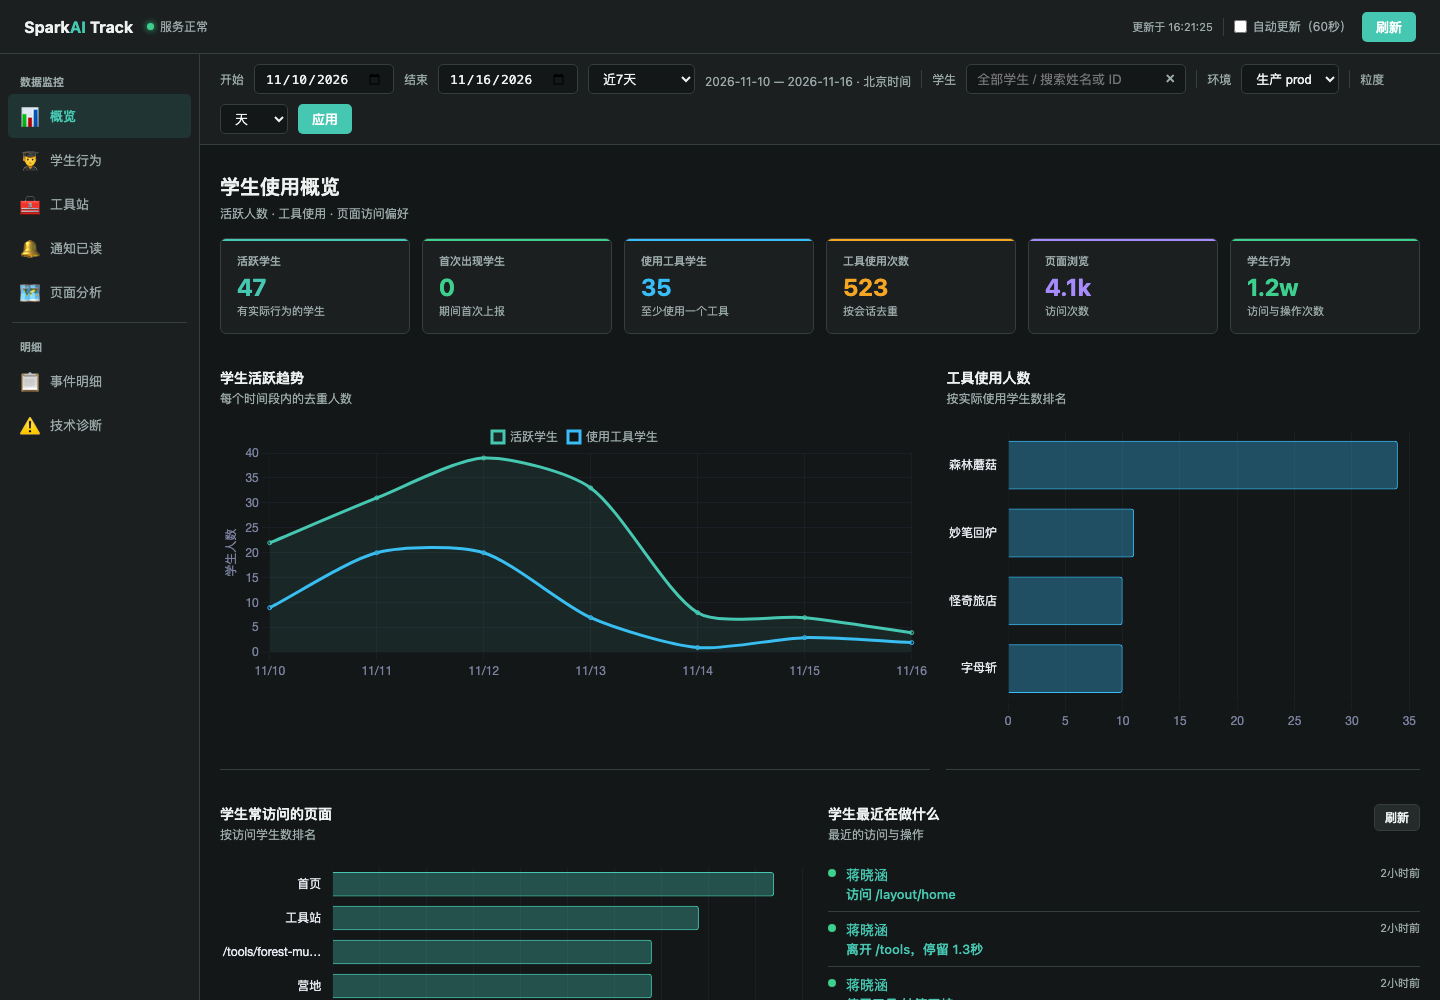 SparkAI Track
服务正常
更新于 16:21:25
自动更新（60秒）
刷新
数据监控
概览
学生行为
工具站
通知已读
页面分析
明细
事件明细
技术诊断
开始 11/10/2026 结束 11/16/2026 近7天 2026-11-10 — 2026-11-16 · 北京时间 学生 全部学生 / 搜索姓名或 ID × 环境 生产 prod 粒度
天 应用
学生使用概览
活跃人数 · 工具使用 · 页面访问偏好
活跃学生
47
有实际行为的学生
首次出现学生
0
期间首次上报
使用工具学生
35
至少使用一个工具
工具使用次数
523
按会话去重
页面浏览
4.1k
访问次数
学生行为
1.2w
访问与操作次数
学生活跃趋势
每个时间段内的去重人数
活跃学生 使用工具学生
学生人数
40
35
30
25
20
15
10
5
0
11/10 11/11 11/12 11/13 11/14 11/15 11/16
工具使用人数
按实际使用学生数排名
森林蘑菇
妙笔回炉
怪奇旅店
字母斩
0 5 10 15 20 25 30 35
学生常访问的页面
按访问学生数排名
首页
工具站
/tools/forest-mu...
营地
学生最近在做什么
最近的访问与操作
刷新
蒋晓涵 2小时前
访问 /layout/home
蒋晓涵 2小时前
离开 /tools，停留 1.3秒
蒋晓涵 2小时前